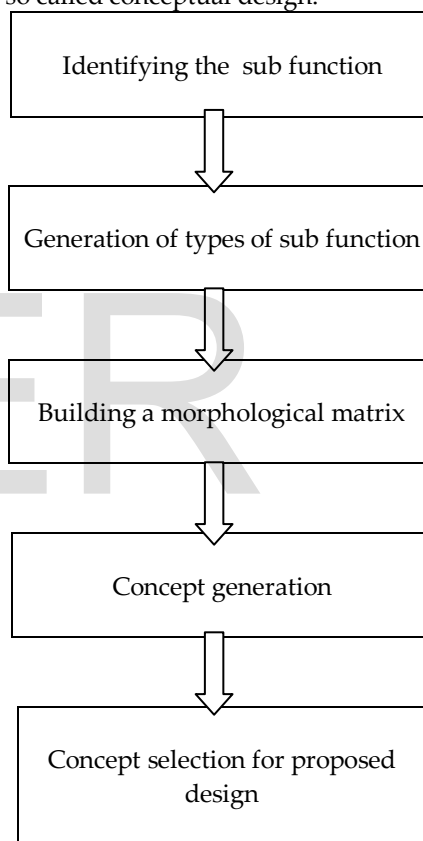 so called conceptual design.
Identifying the sub function
Generation of types of sub function
ER
Building a morphological matrix
Concept generation
Concept selection for proposed
design